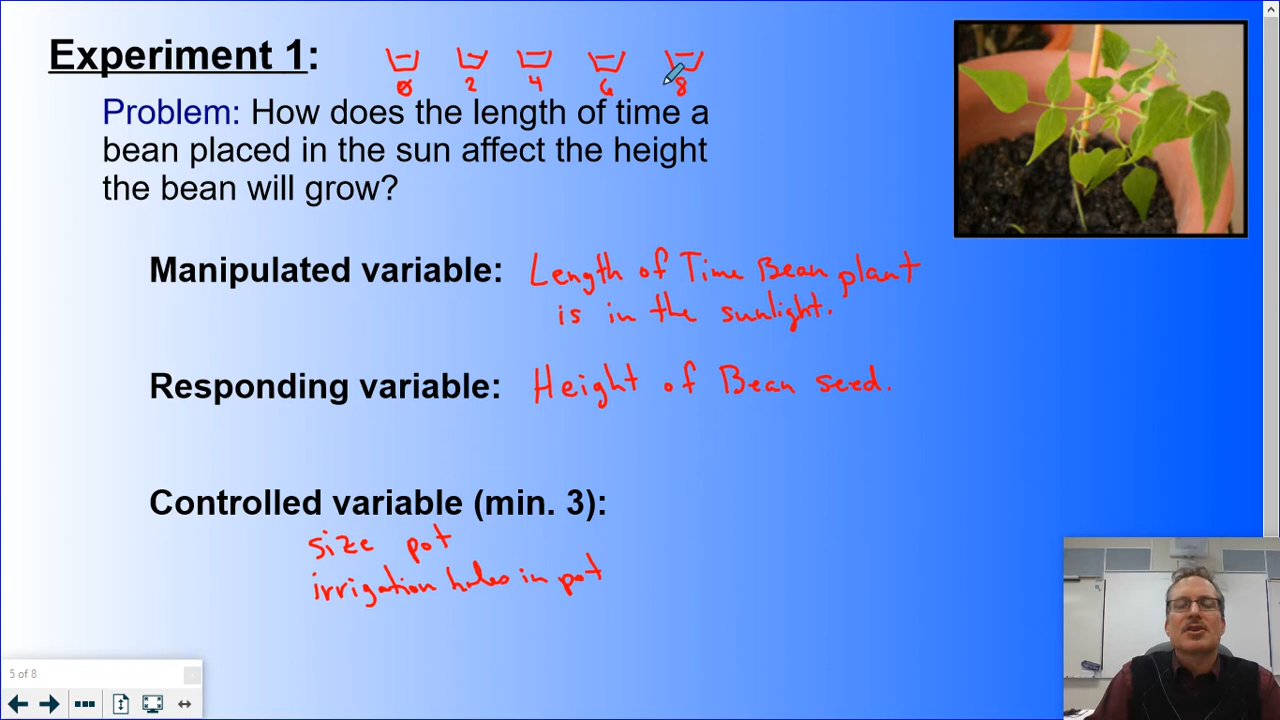 Experiment 1:
0 2 4 6 8
Problem: How does the length of time a
bean placed in the sun affect the height
the bean will grow?
Manipulated variable: Length of Time Bean plant
is in the sunlight.
Responding variable: Height of Bean seed.
Controlled variable (min. 3):
size pot
irrigation holes in pot
5 of 8